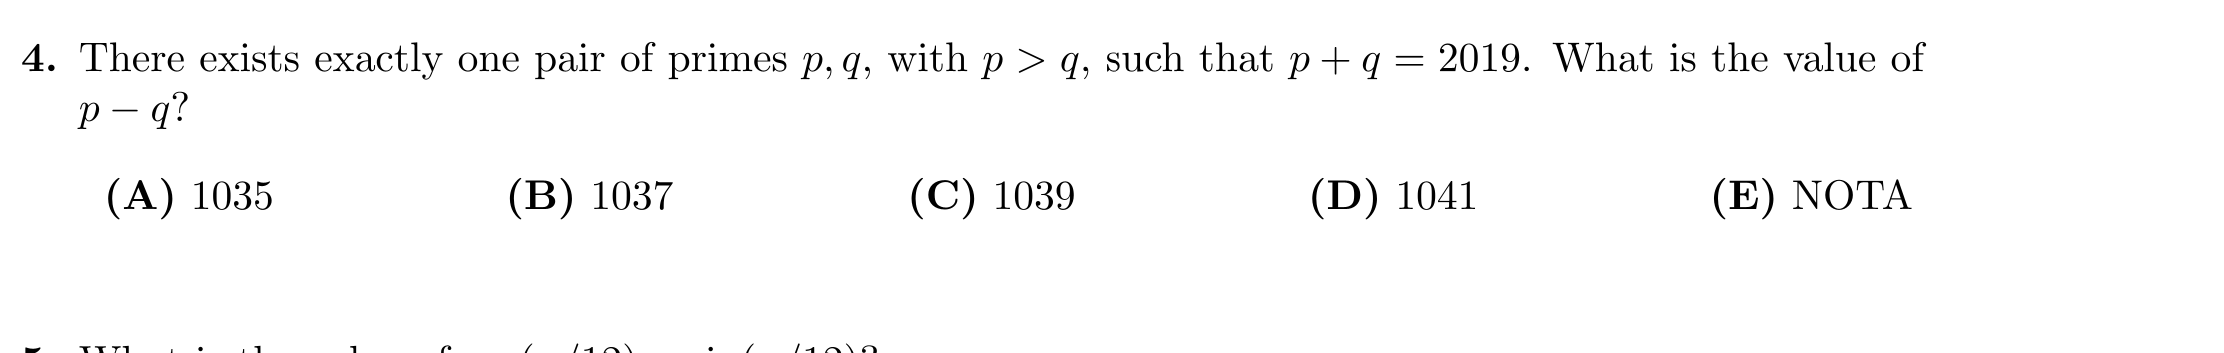 4. There exists exactly one pair of primes p, q, with p > q, such that p + q = 2019. What is the value of
p − q?
(A) 1035 (B) 1037 (C) 1039 (D) 1041 (E) NOTA